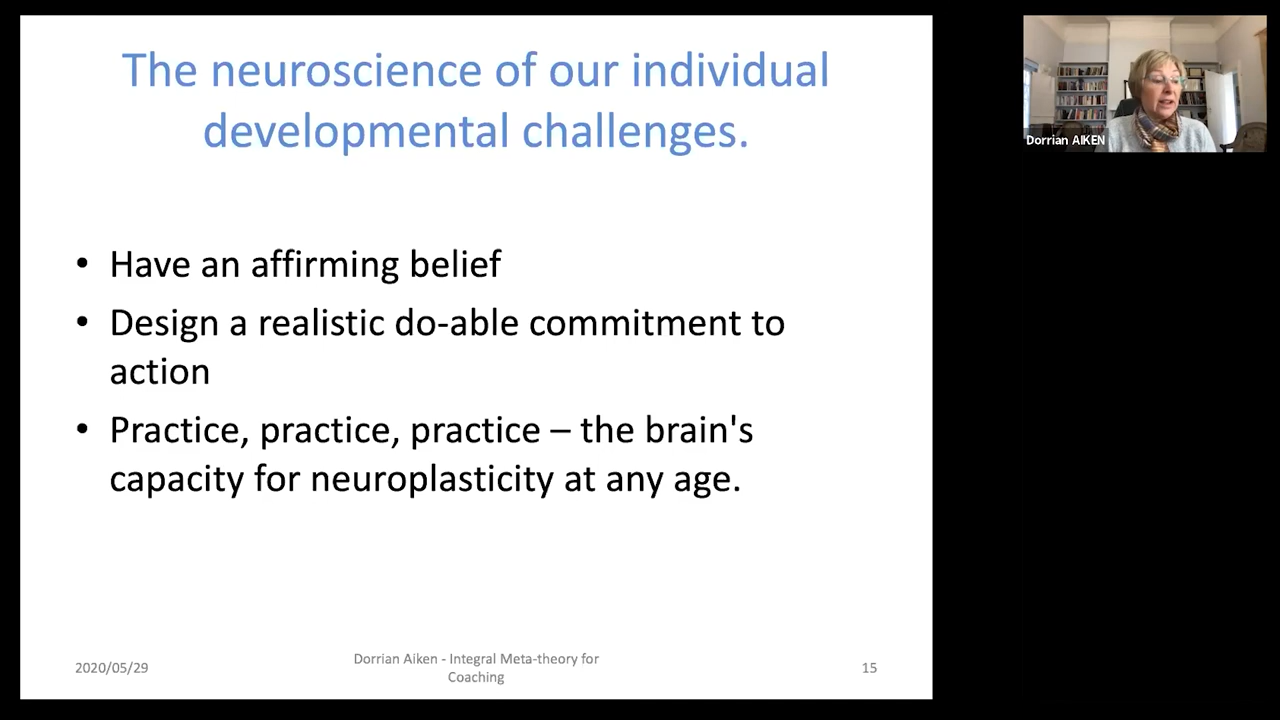 The neuroscience of our individual
developmental challenges.
• Have an affirming belief
• Design a realistic do-able commitment to
action
• Practice, practice, practice – the brain's
capacity for neuroplasticity at any age.
2020/05/29
Dorrian Aiken - Integral Meta-theory for
Coaching
15
Dorrian AIKEN